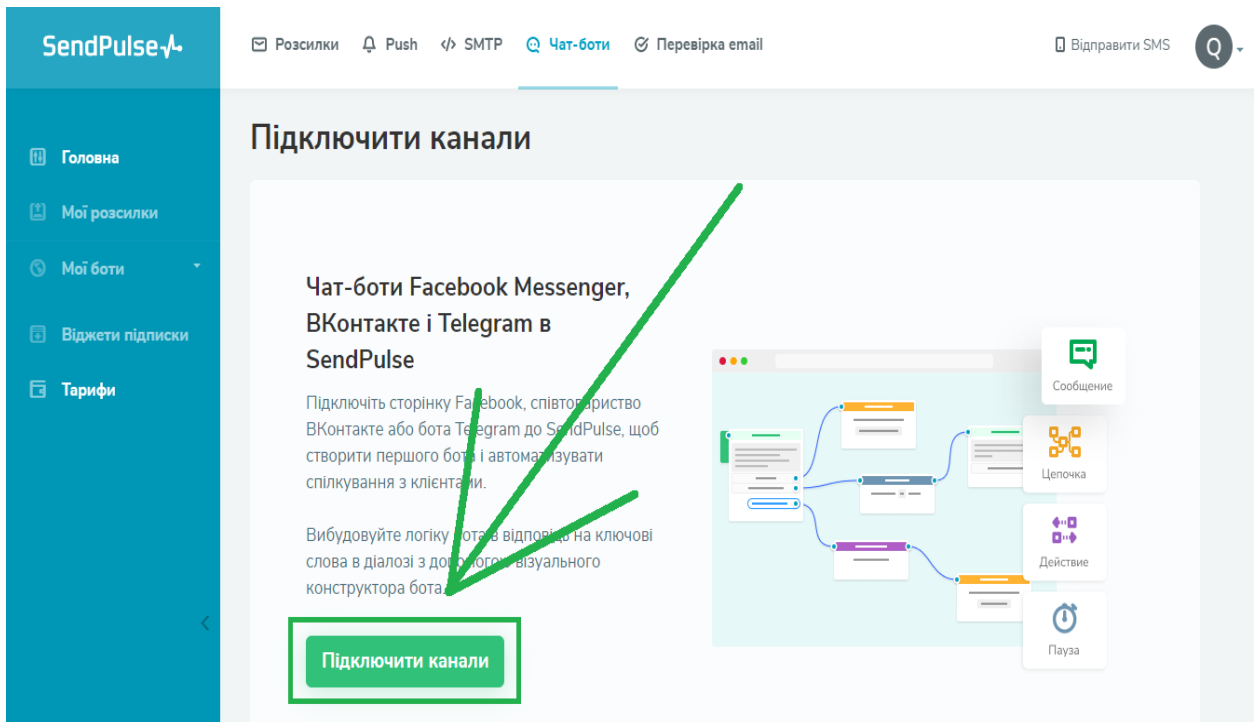 SendPulse
Розсилки Push SMTP Чат-боти Перевірка email Відправити SMS Q
Головна
Мої розсилки
Мої боти
Віджети підписки
Тарифи
Підключити канали
Чат-боти Facebook Messenger,
ВКонтакте і Telegram в
SendPulse
Підключіть сторінку Facebook, співтовариство
ВКонтакте або бота Telegram до SendPulse, щоб
створити першого бота і автоматизувати
спілкування з клієнтами.
Вибудовуйте логіку бота в відповідь на ключові
слова в діалозі з допомогою візуального
конструктора бота.
Підключити канали
Сообщение
Цепочка
Действие
Пауза